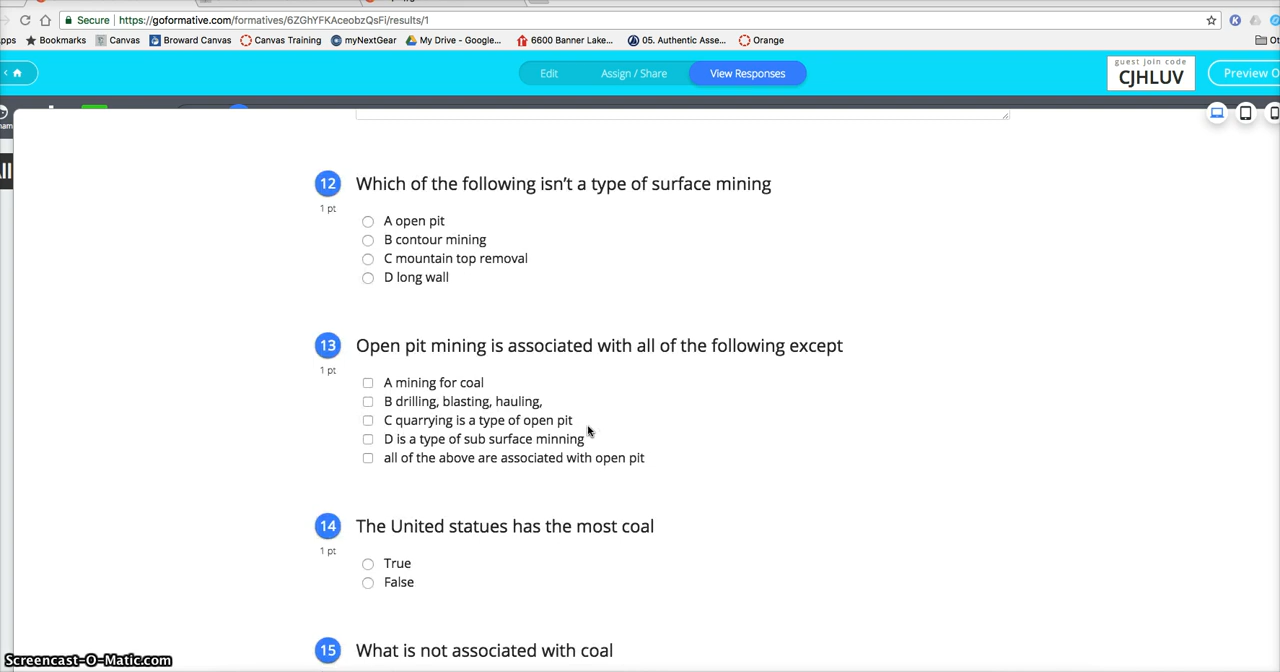 Secure | https://goformative.com/formatives/6ZGhYFKAceobzQsFi/results/1
pps Bookmarks Canvas Broward Canvas Canvas Training myNextGear My Drive - Google... 6600 Banner Lake... 05. Authentic Asse... Orange Ot
Edit Assign / Share View Responses
guest join code
CJHLUV
Preview O
nam
All
12 Which of the following isn't a type of surface mining
1 pt
A open pit
B contour mining
C mountain top removal
D long wall
13 Open pit mining is associated with all of the following except
1 pt
A mining for coal
B drilling, blasting, hauling,
C quarrying is a type of open pit
D is a type of sub surface minning
all of the above are associated with open pit
14 The United statues has the most coal
1 pt
True
False
15 What is not associated with coal
Screencast-O-Matic.com